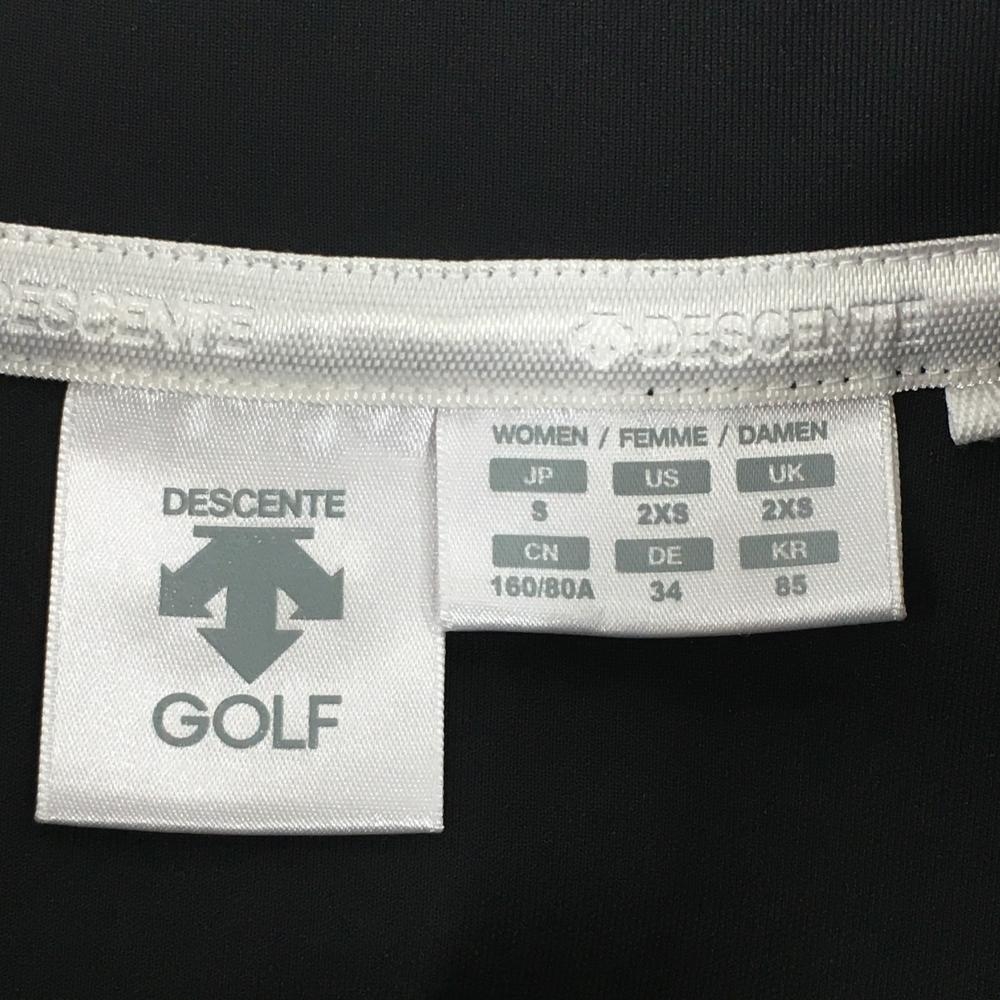 DESCENTE
DESCENTE
DESCENTE
GOLF
WOMEN / FEMME / DAMEN
JP US UK
S 2XS 2XS
CN DE KR
160/80A 34 85